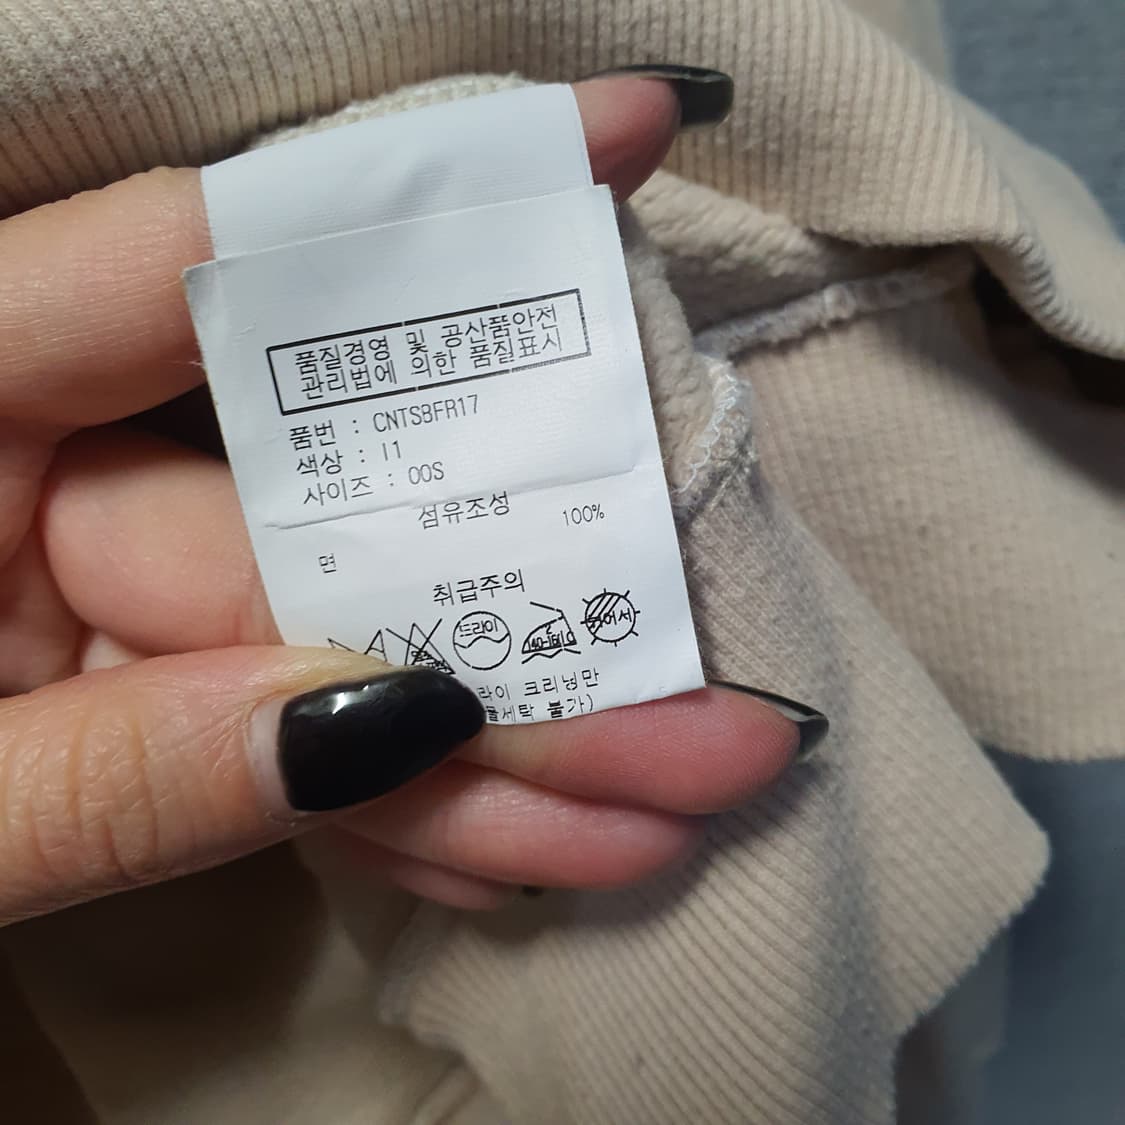 품질경영 및 공산품안전
관리법에 의한 품질표시
품번 : CNTSBFR17
색상 : I1
사이즈 : 00S
섬유조성
면 100%
취급주의
드라이
140-160℃
라이 크리닝만
물세탁 불가)